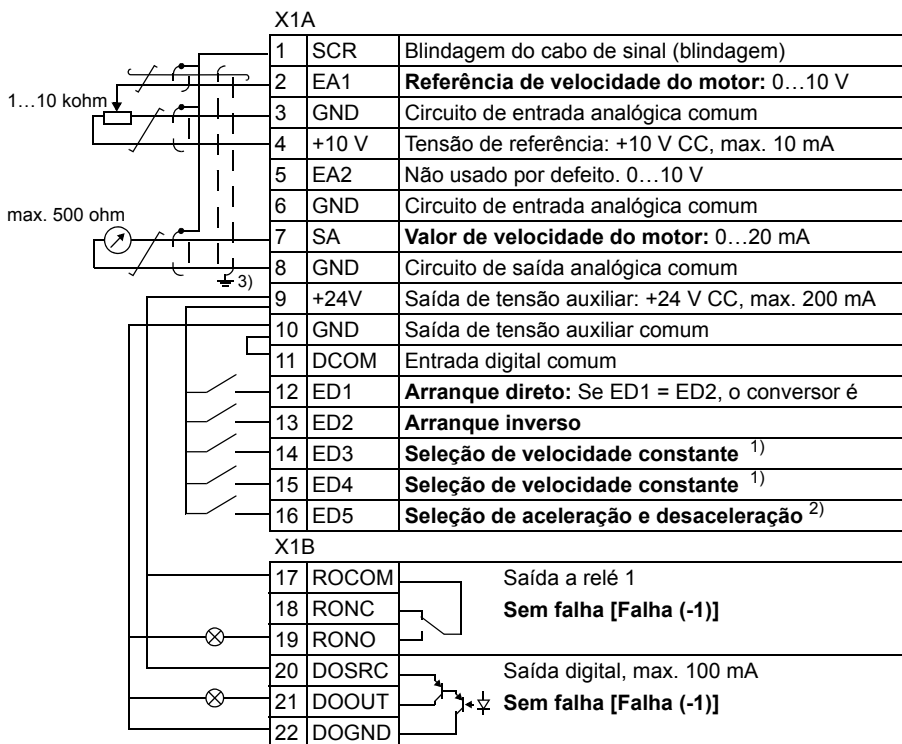 X1A
1 SCR Blindagem do cabo de sinal (blindagem)
2 EA1 Referência de velocidade do motor: 0…10 V
1…10 kohm
3 GND Circuito de entrada analógica comum
4 +10 V Tensão de referência: +10 V CC, max. 10 mA
5 EA2 Não usado por defeito. 0…10 V
6 GND Circuito de entrada analógica comum
max. 500 ohm
7 SA Valor de velocidade do motor: 0…20 mA
8 GND Circuito de saída analógica comum
3)
9 +24V Saída de tensão auxiliar: +24 V CC, max. 200 mA
10 GND Saída de tensão auxiliar comum
11 DCOM Entrada digital comum
12 ED1 Arranque direto: Se ED1 = ED2, o conversor é
13 ED2 Arranque inverso
14 ED3 Seleção de velocidade constante 1)
15 ED4 Seleção de velocidade constante 1)
16 ED5 Seleção de aceleração e desaceleração 2)
X1B
17 ROCOM Saída a relé 1
18 RONC Sem falha [Falha (-1)]
19 RONO
20 DOSRC Saída digital, max. 100 mA
21 DOOUT Sem falha [Falha (-1)]
22 DOGND